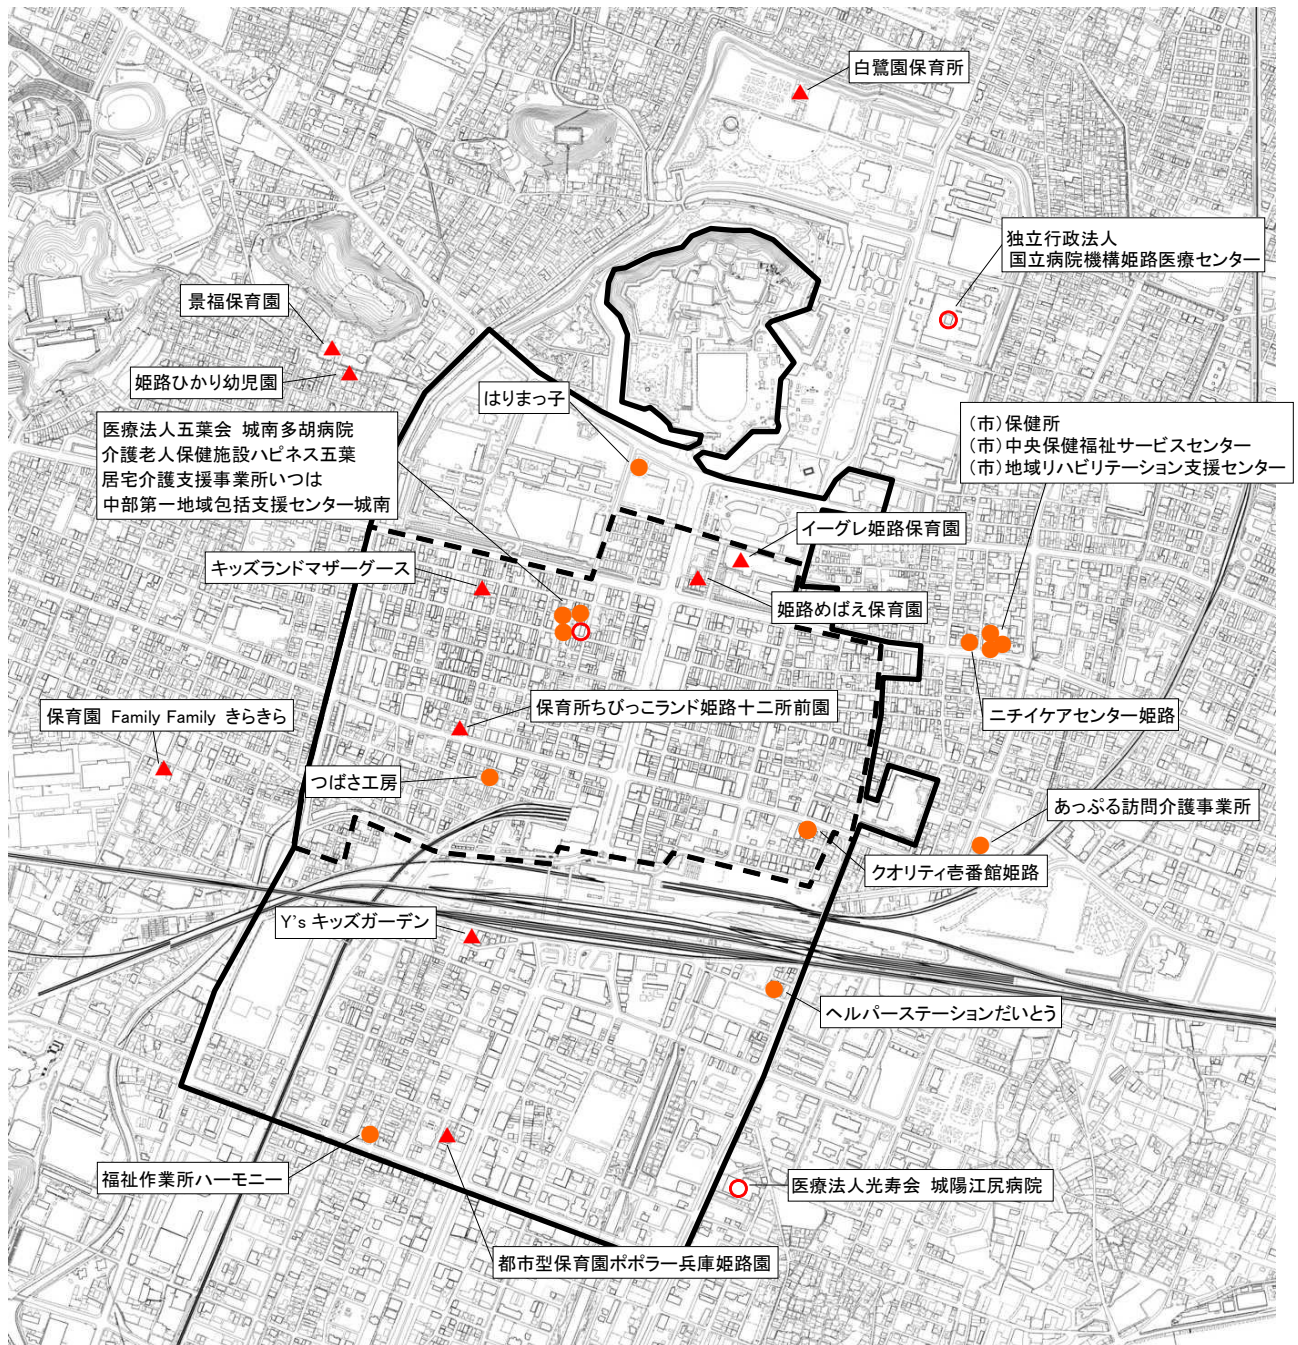 白鷺園保育所
独立行政法人
国立病院機構姫路医療センター
景福保育園
姫路ひかり幼児園
はりまっ子
医療法人五葉会 城南多胡病院
介護老人保健施設ハピネス五葉
居宅介護支援事業所いつは
中部第一地域包括支援センター城南
(市)保健所
(市)中央保健福祉サービスセンター
(市)地域リハビリテーション支援センター
イーグレ姫路保育園
キッズランドマザーグース
姫路めばえ保育園
保育園 Family Family きらきら
保育所ちびっこランド姫路十二所前園
ニチイケアセンター姫路
つばさ工房
あっぷる訪問介護事業所
クオリティ壱番館姫路
Y's キッズガーデン
ヘルパーステーションだいとう
福祉作業所ハーモニー
医療法人光寿会 城陽江尻病院
都市型保育園ポポラー兵庫姫路園